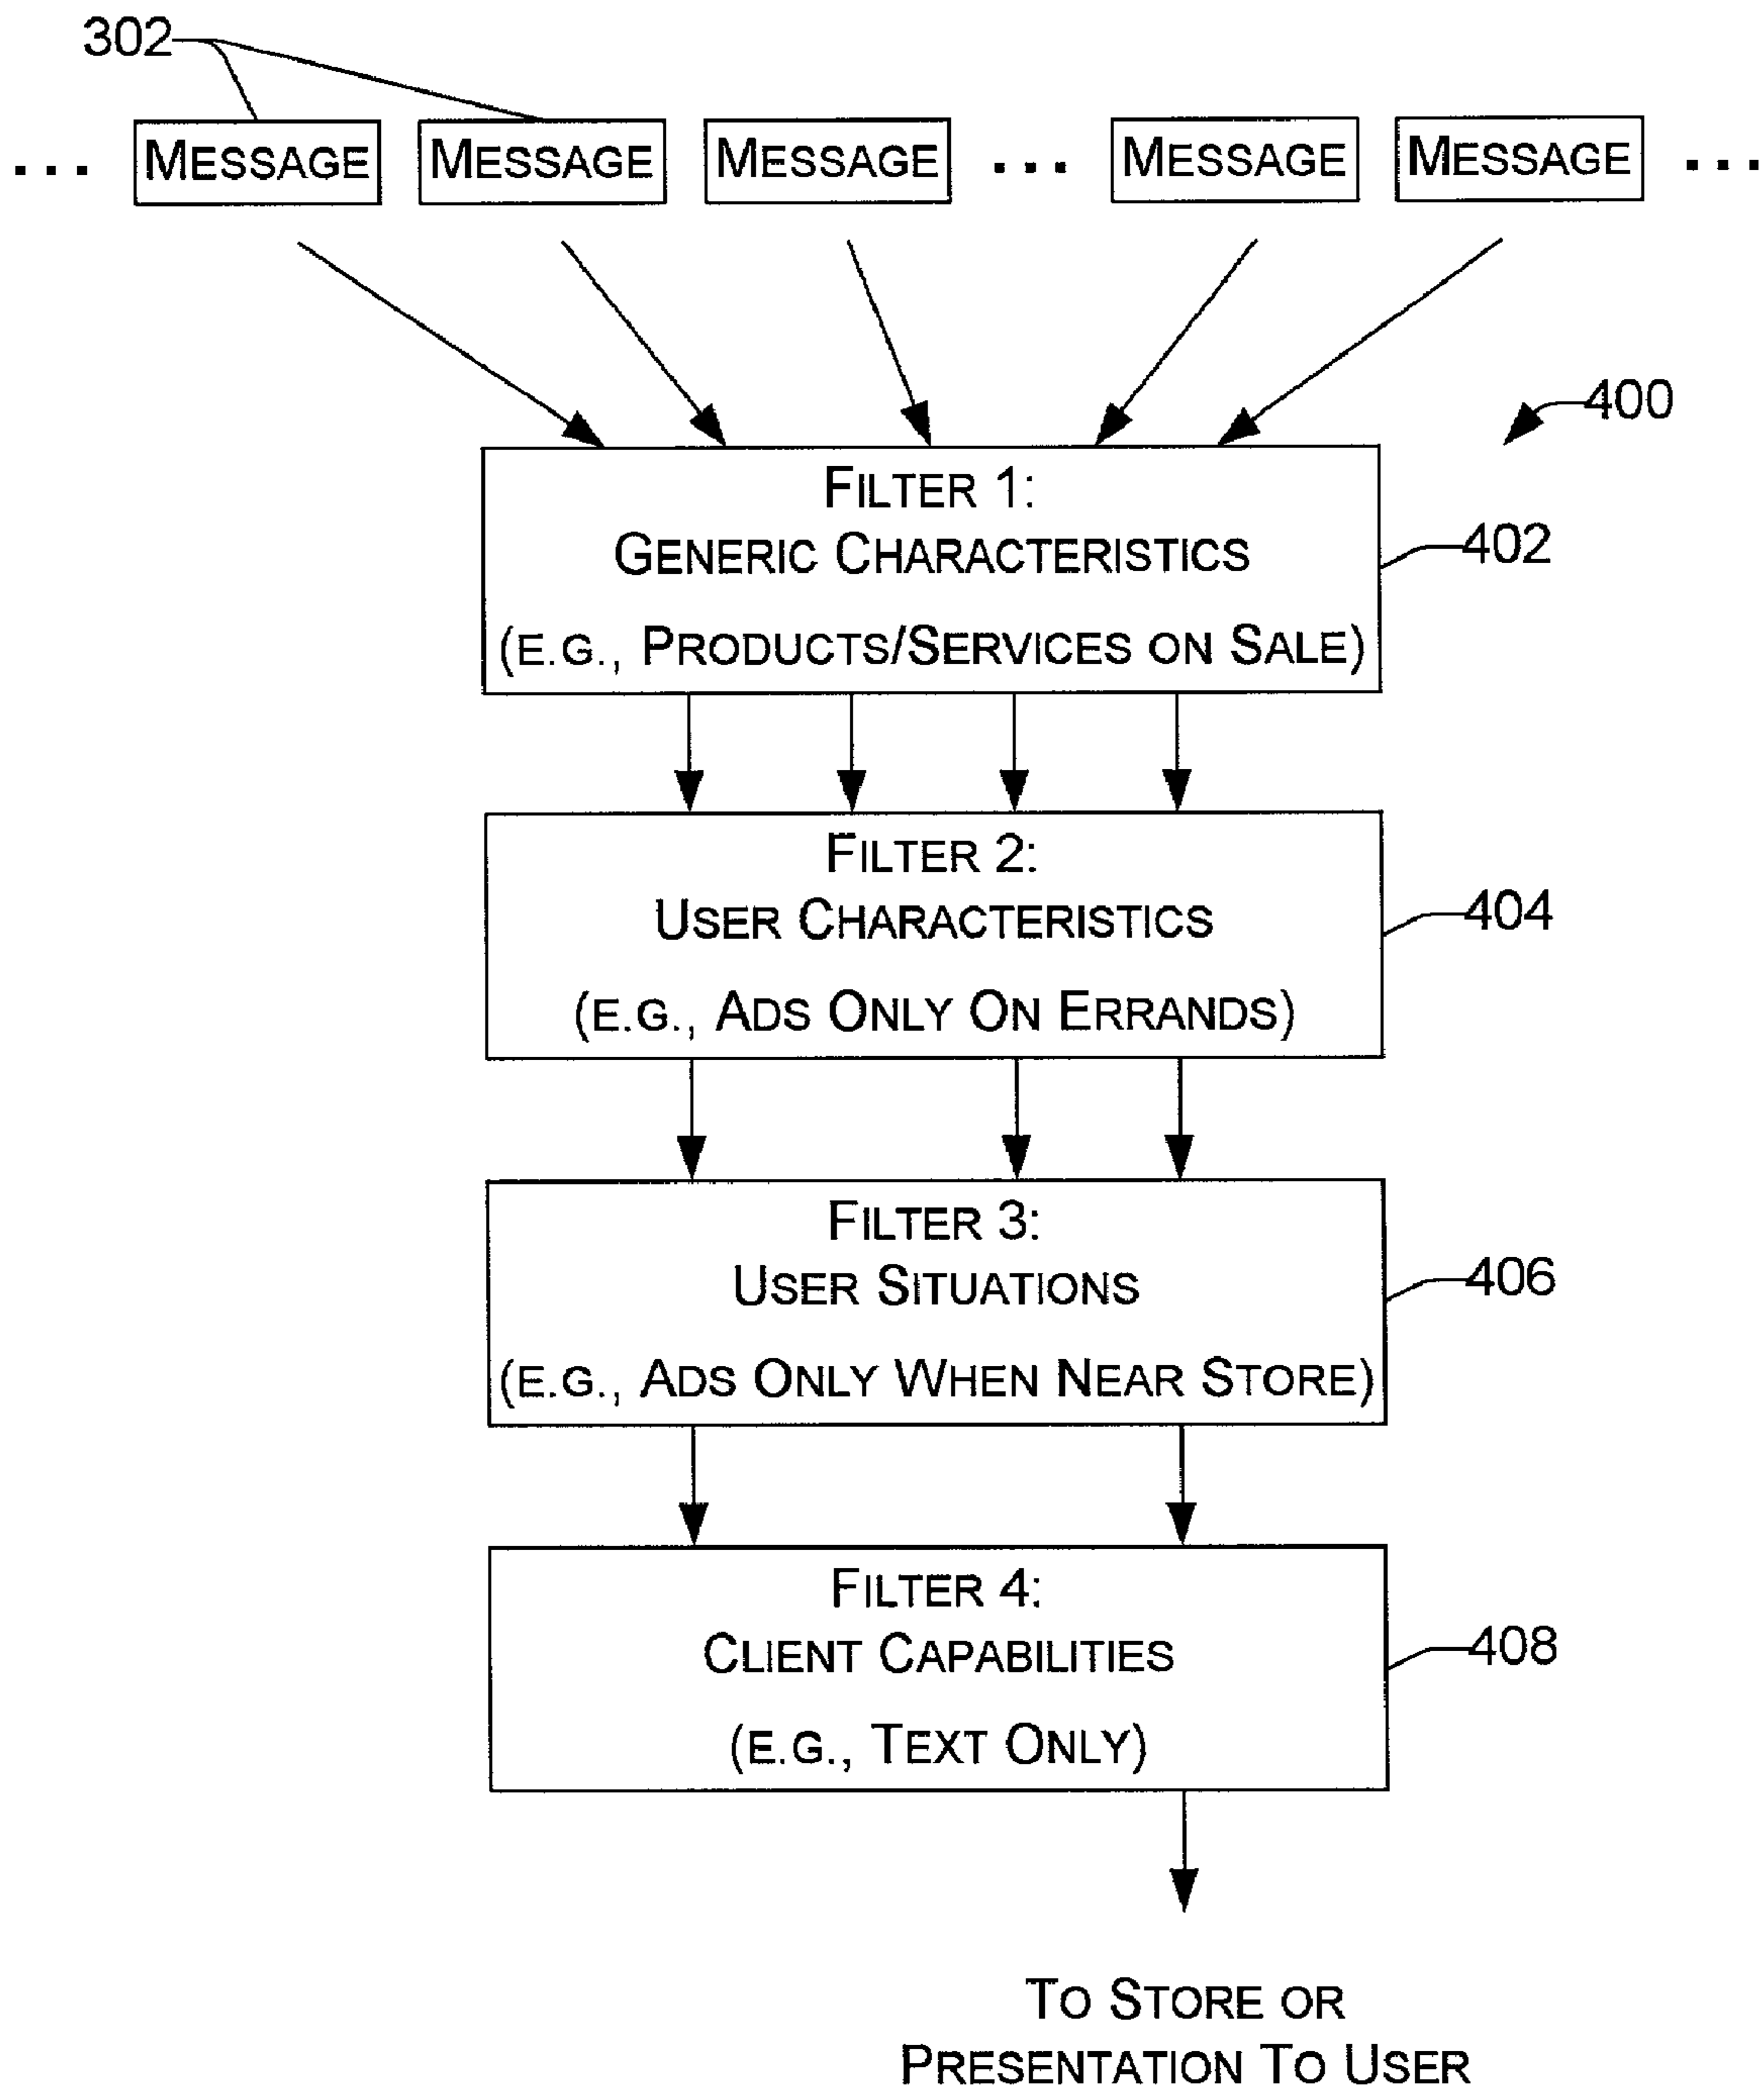 302
... MESSAGE MESSAGE MESSAGE ... MESSAGE MESSAGE ...
400
FILTER 1:
GENERIC CHARACTERISTICS
(E.G., PRODUCTS/SERVICES ON SALE)
402
FILTER 2:
USER CHARACTERISTICS
(E.G., ADS ONLY ON ERRANDS)
404
FILTER 3:
USER SITUATIONS
(E.G., ADS ONLY WHEN NEAR STORE)
406
FILTER 4:
CLIENT CAPABILITIES
(E.G., TEXT ONLY)
408
TO STORE OR
PRESENTATION TO USER